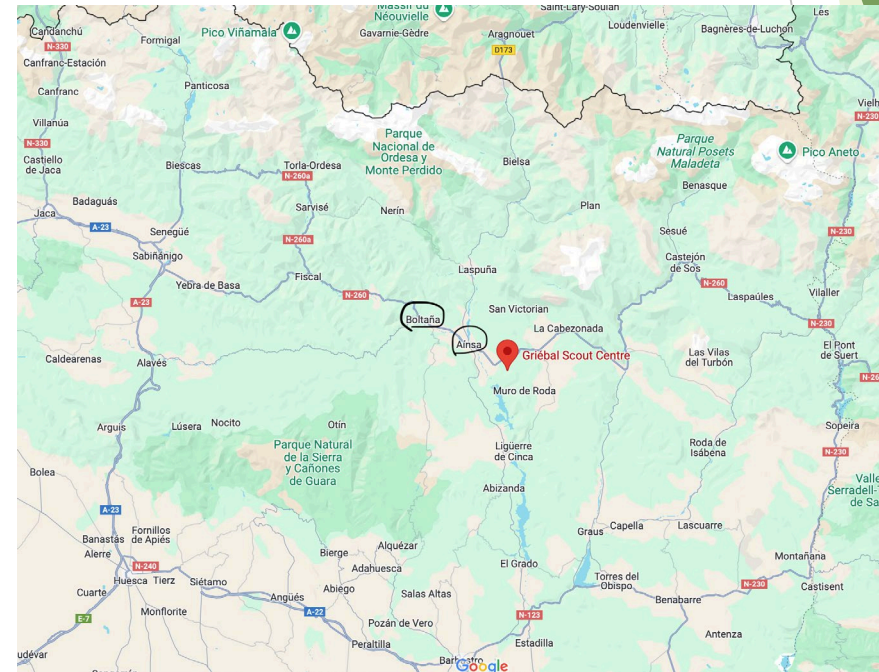 Massif du
Néouvielle
Saint-Lary-Soulan
Les
Candanchú
N-330
Formigal
Pico Viñamala
Gavarnie-Gèdre
Aragnouet
D173
Loudenvielle
Bagnères-de-Luchon
Canfranc-Estación
Canfranc
Panticosa
N-230
Villanúa
N-330
Castiello
de Jaca
Biescas
Torla-Ordesa
N-260a
Parque
Nacional de
Ordesa y
Monte Perdido
Bielsa
Parque
Natural Posets
Maladeta
Pico Aneto
Benasque
Badaguás
Jaca
A-23
Senegüé
Sabiñánigo
Sarvisé
N-260a
Nerín
Plan
Sesué
N-230
Castejón
de Sos
Laspuña
Yebra de Basa
Fiscal
A-23
N-260
N-260
Laspaúles
Vilaller
San Victorian
Boltaña
La Cabezonada
N-230
Aínsa
Griébal Scout Centre
Las Vilas
del Turbón
El Pont
de Suert
Caldearenas
Alavés
Muro de Roda
Arguis
Lúsera
Nocito
Otín
Sopeira
Parque Natural
de la Sierra
y Cañones
de Guara
Ligüerre
de Cinca
Roda de
Isábena
N-230
Bolea
Abizanda
A-23
Fornillos
de Apiés
Banastás
Alerre
Graus
Capella
Lascuarre
Bierge
Alquézar
Adahuesca
El Grado
Montañana
N-240
Huesca
Tierz
Siétamo
Torres del
Obispo
N-230
Castisent
Cuarte
Angüés
Abiego
Salas Altas
Benabarre
E-7
Monflorite
A-22
Pozán de Vero
N-123
Estadilla
Antenza
Peraltilla
Google